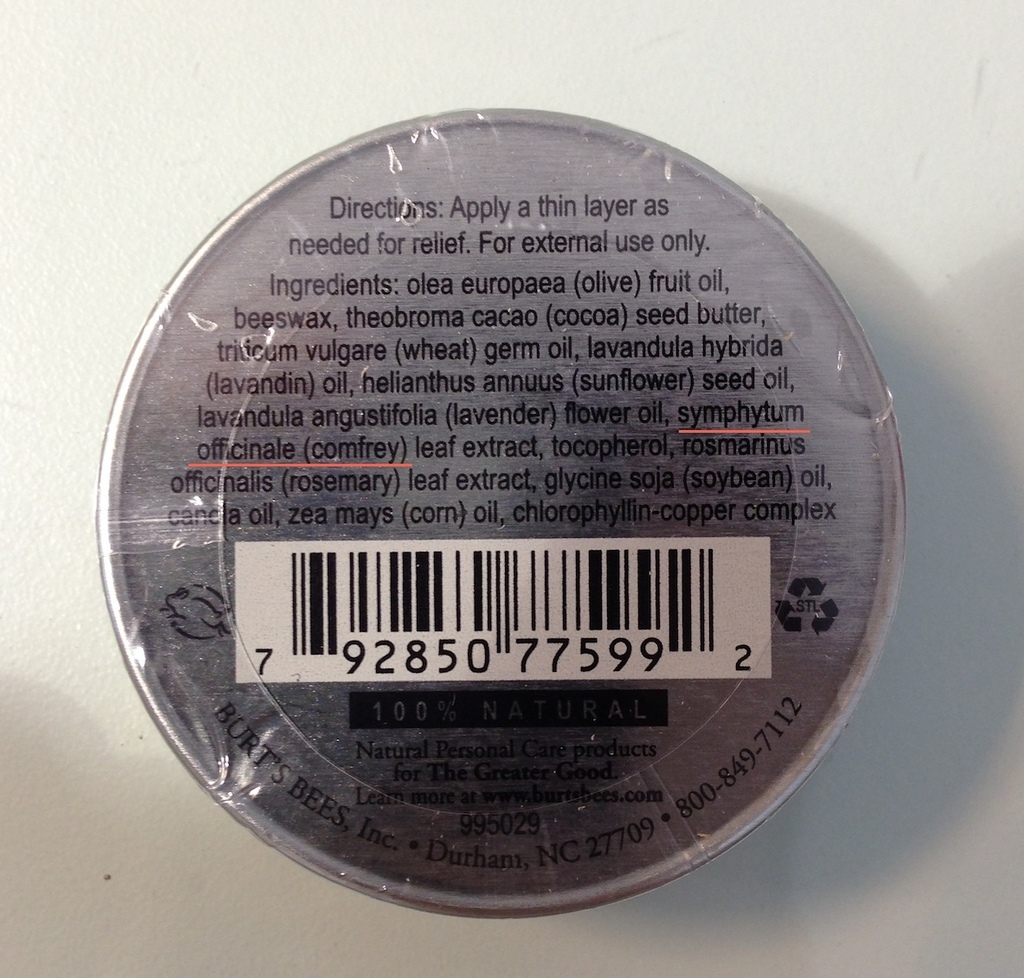 Directions: Apply a thin layer as
needed for relief. For external use only.
Ingredients: olea europaea (olive) fruit oil,
beeswax, theobroma cacao (cocoa) seed butter,
triticum vulgare (wheat) germ oil, lavandula hybrida
(lavandin) oil, helianthus annuus (sunflower) seed oil,
lavandula angustifolia (lavender) flower oil, symphytum
officinale (comfrey) leaf extract, tocopherol, rosmarinus
officinalis (rosemary) leaf extract, glycine soja (soybean) oil,
canola oil, zea mays (corn) oil, chlorophyllin-copper complex
STL
7 92850 77599 2
100% NATURAL
Natural Personal Care products
for The Greater Good.
Learn more at www.burtsbees.com
995029
BURT'S BEES, Inc. • Durham, NC 27709 • 800-849-7112